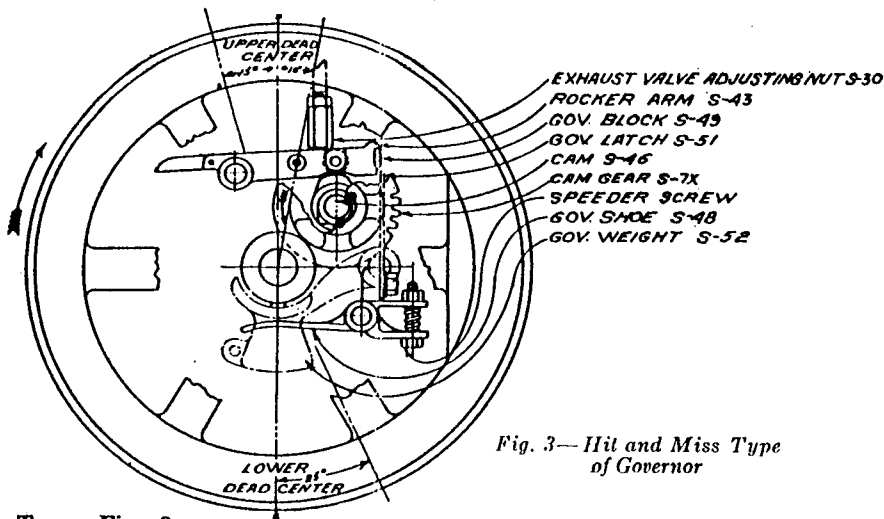 UPPER DEAD
CENTER
EXHAUST VALVE ADJUSTING NUT S-30
ROCKER ARM S-43
GOV. BLOCK S-49
GOV. LATCH S-51
CAM S-46
CAM GEAR S-7X
SPEEDER SCREW
GOV. SHOE S-48
GOV. WEIGHT S-52
Fig. 3—Hit and Miss Type
of Governor
LOWER
DEAD CENTER